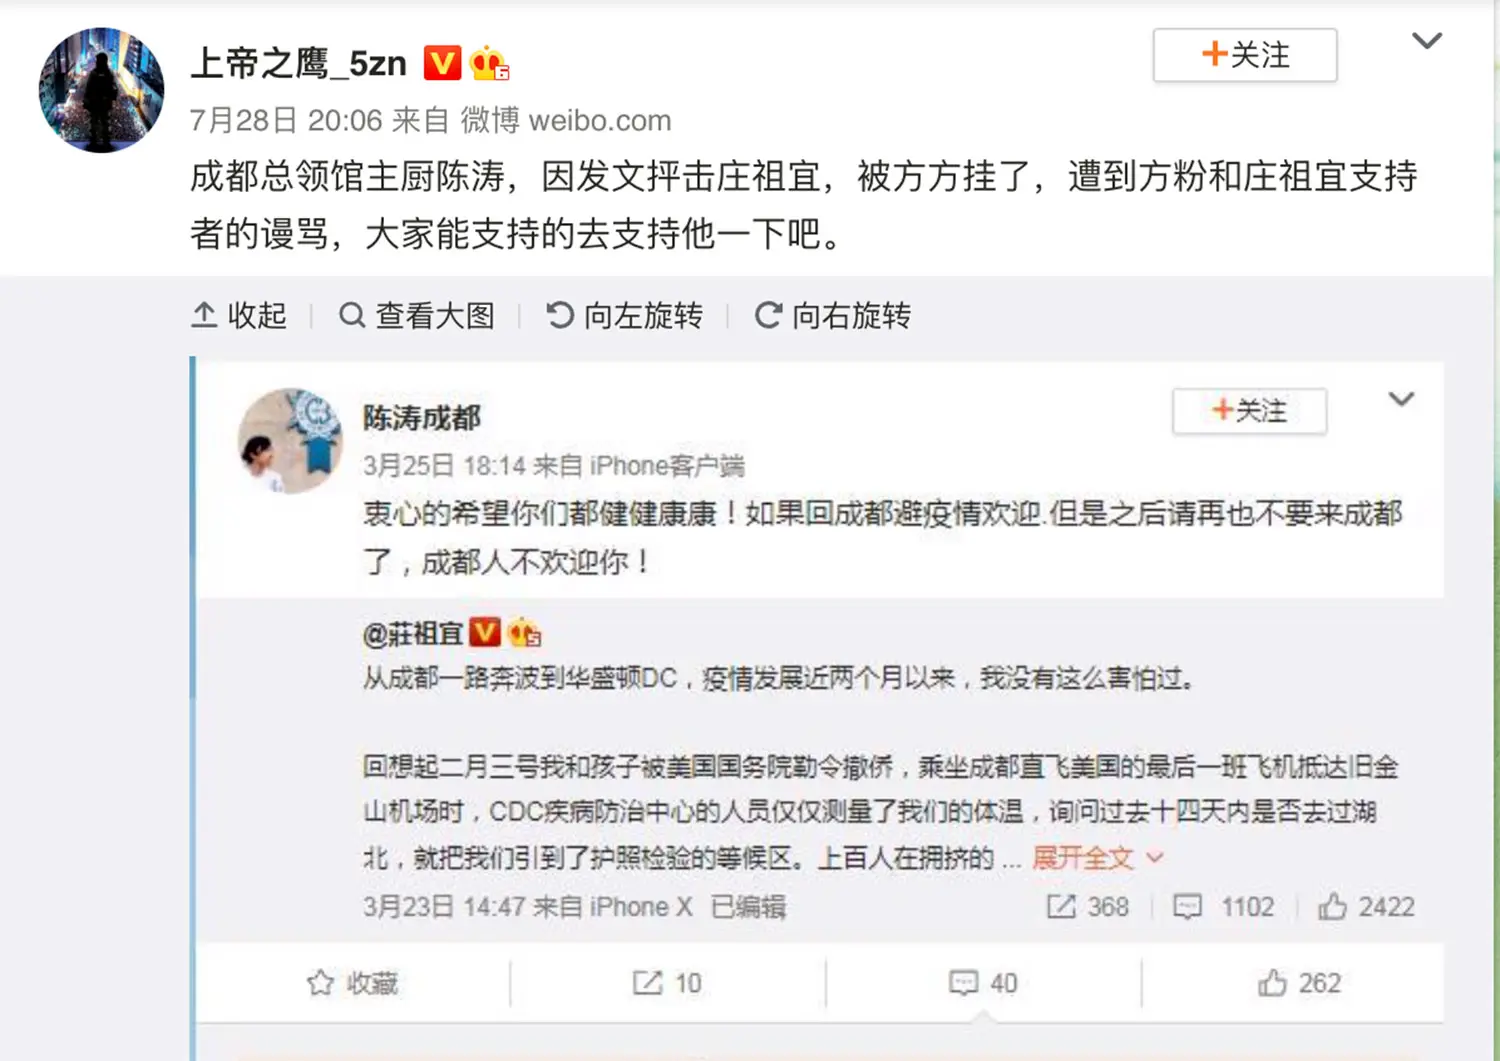 上帝之鹰_5zn
+关注
7月28日 20:06 来自 微博 weibo.com
成都总领馆主厨陈涛，因发文抨击庄祖宜，被方方挂了，遭到方粉和庄祖宜支持
者的谩骂，大家能支持的去支持他一下吧。
收起 查看大图 向左旋转 向右旋转
陈涛成都
+关注
3月25日 18:14 来自 iPhone客户端
衷心的希望你们都健健康康！如果回成都避疫情欢迎.但是之后请再也不要来成都
了，成都人不欢迎你！
@莊祖宜
从成都一路奔波到华盛顿DC，疫情发展近两个月以来，我没有这么害怕过。
回想起二月三号我和孩子被美国国务院勒令撤侨，乘坐成都直飞美国的最后一班飞机抵达旧金
山机场时，CDC疾病防治中心的人员仅仅测量了我们的体温，询问过去十四天内是否去过湖
北，就把我们引到了护照检验的等候区。上百人在拥挤的 ... 展开全文
3月23日 14:47 来自 iPhone X 已编辑 368 1102 2422
收藏 10 40 262